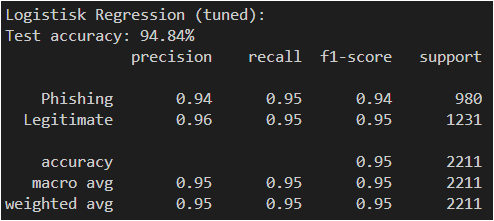 Logistisk Regression (tuned):
Test accuracy: 94.84%
precision recall f1-score support
Phishing 0.94 0.95 0.94 980
Legitimate 0.96 0.95 0.95 1231
accuracy 0.95 2211
macro avg 0.95 0.95 0.95 2211
weighted avg 0.95 0.95 0.95 2211